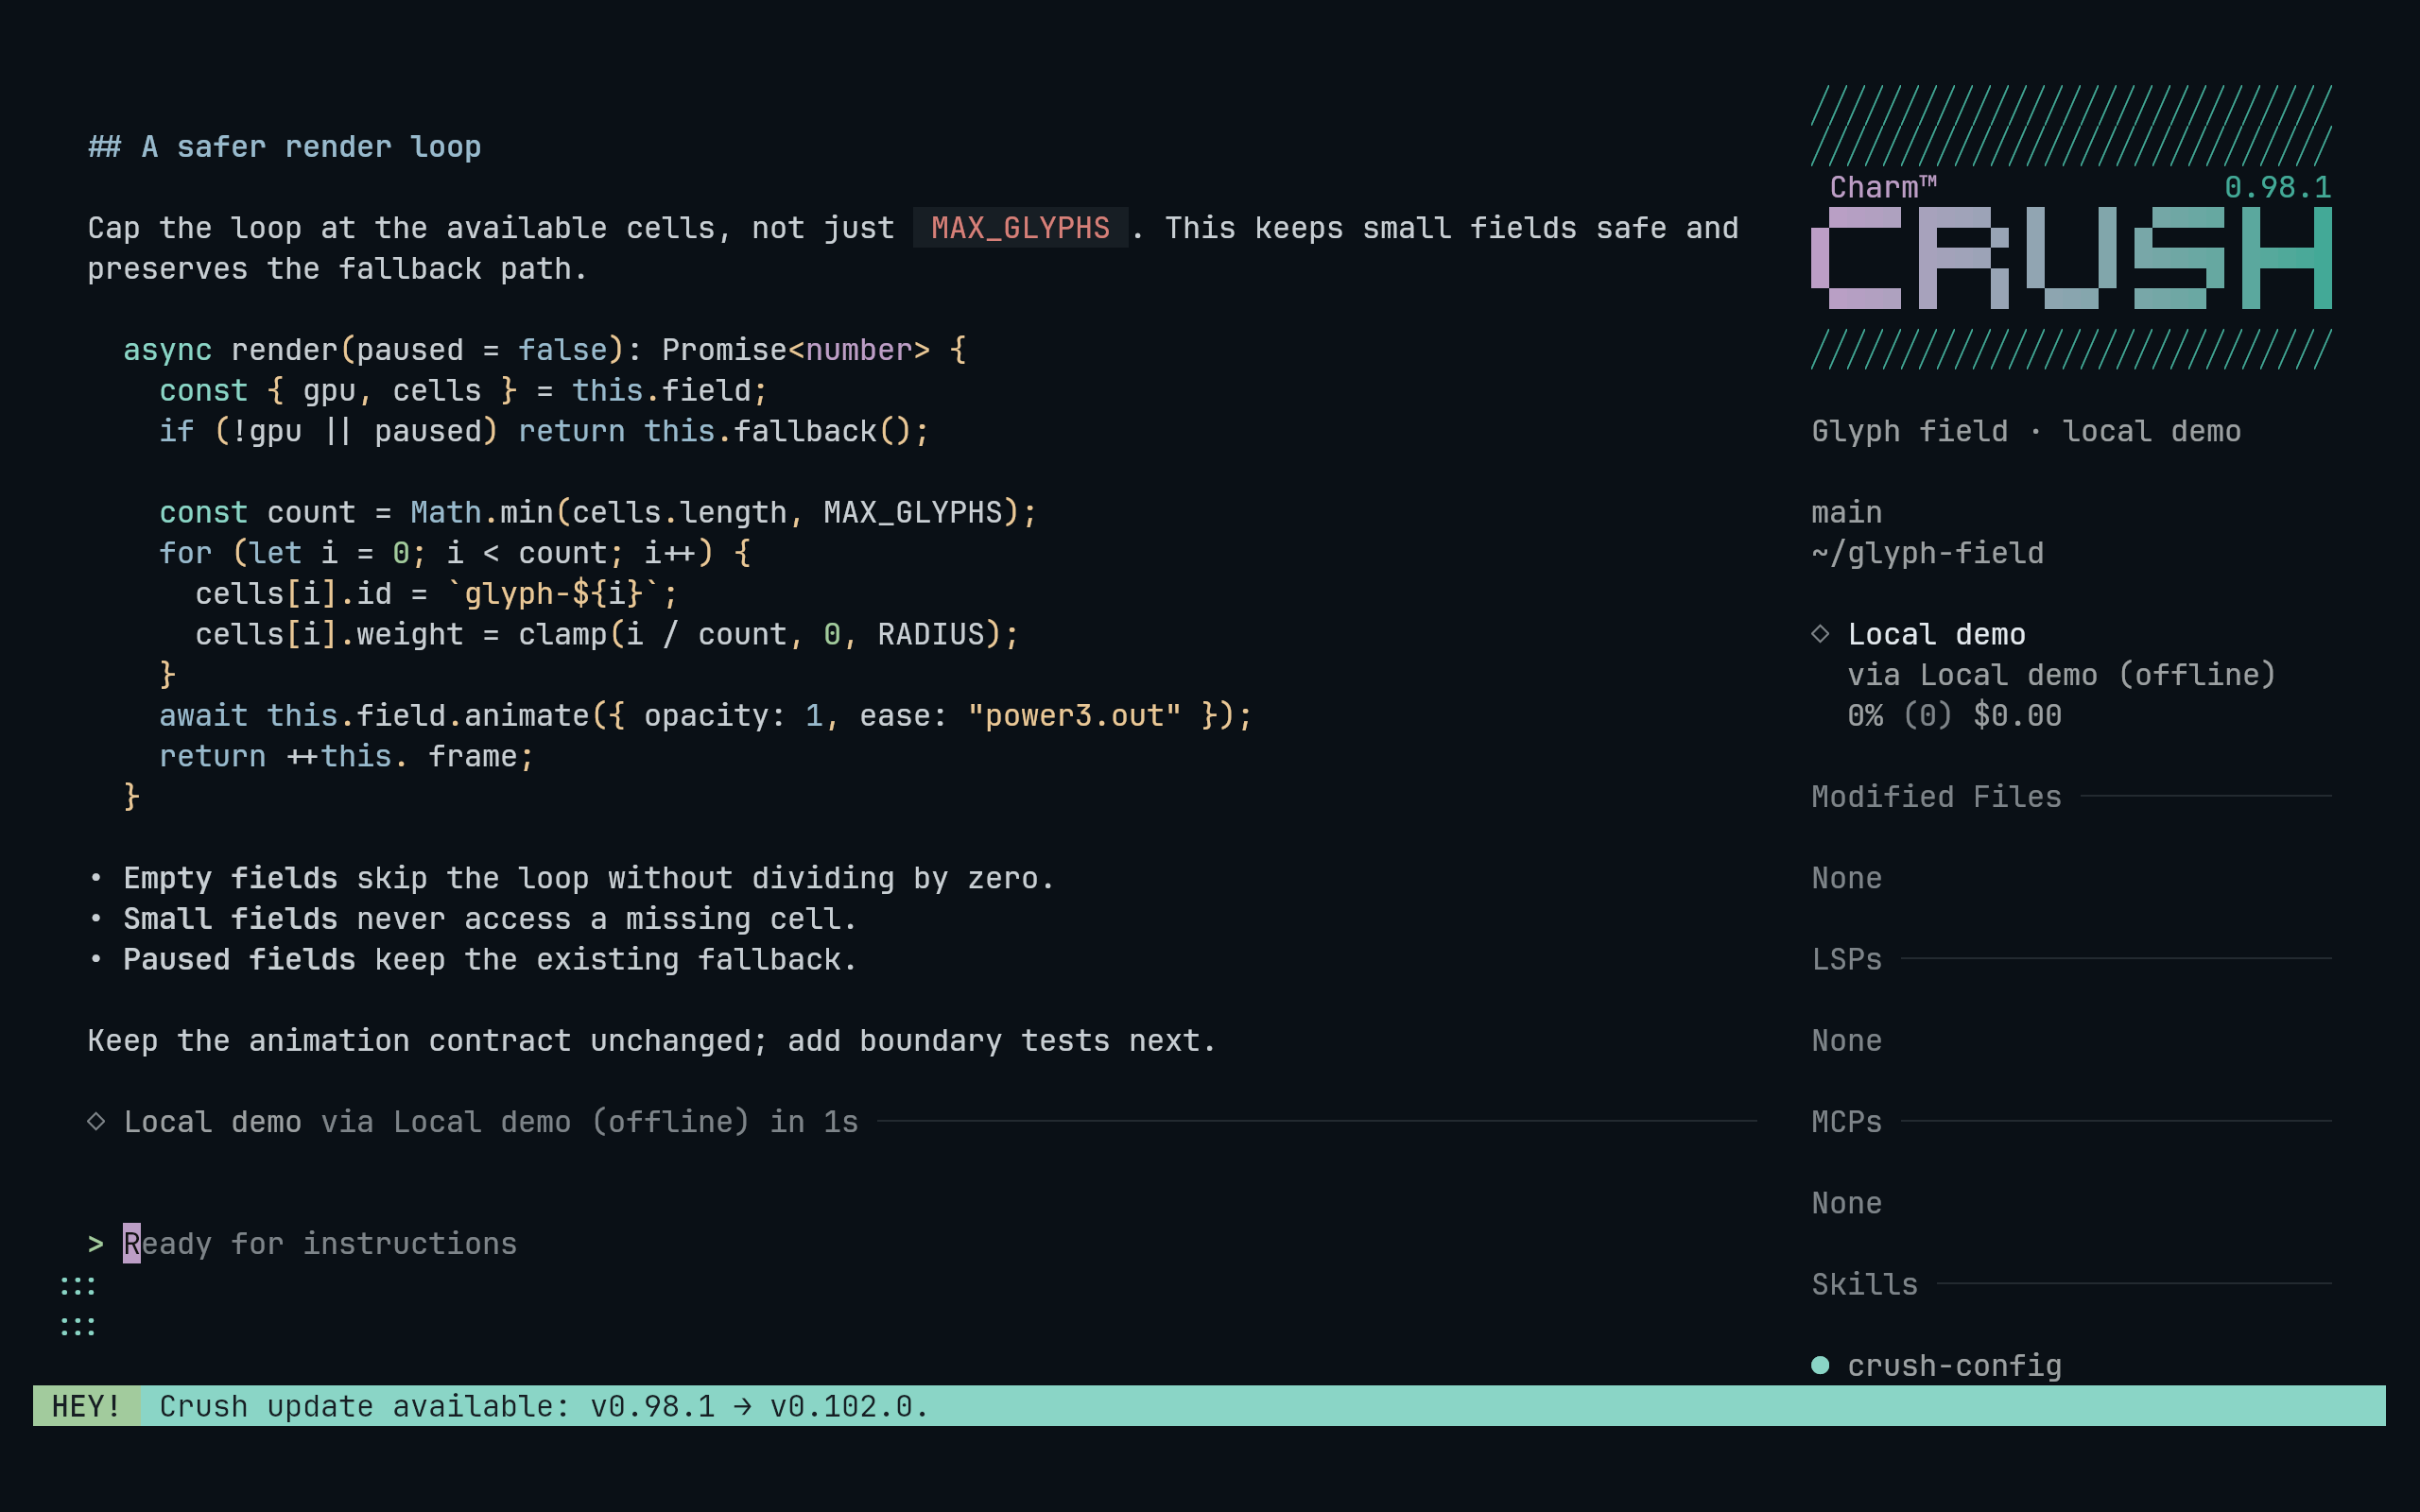 ## A safer render loop
Cap the loop at the available cells, not just MAX_GLYPHS . This keeps small fields safe and
preserves the fallback path.
async render(paused = false): Promise<number> {
const { gpu, cells } = this.field;
if (!gpu || paused) return this.fallback();
const count = Math.min(cells.length, MAX_GLYPHS);
for (let i = 0; i < count; i++) {
cells[i].id = `glyph-${i}`;
cells[i].weight = clamp(i / count, 0, RADIUS);
}
await this.field.animate({ opacity: 1, ease: "power3.out" });
return ++this. frame;
}
• Empty fields skip the loop without dividing by zero.
• Small fields never access a missing cell.
• Paused fields keep the existing fallback.
Keep the animation contract unchanged; add boundary tests next.
◇ Local demo via Local demo (offline) in 1s
> Ready for instructions
:::
:::
Charm™ 0.98.1
CRUSH
Glyph field · local demo
main
~/glyph-field
◇ Local demo
via Local demo (offline)
0% (0) $0.00
Modified Files
None
LSPs
None
MCPs
None
Skills
● crush-config
HEY! Crush update available: v0.98.1 → v0.102.0.